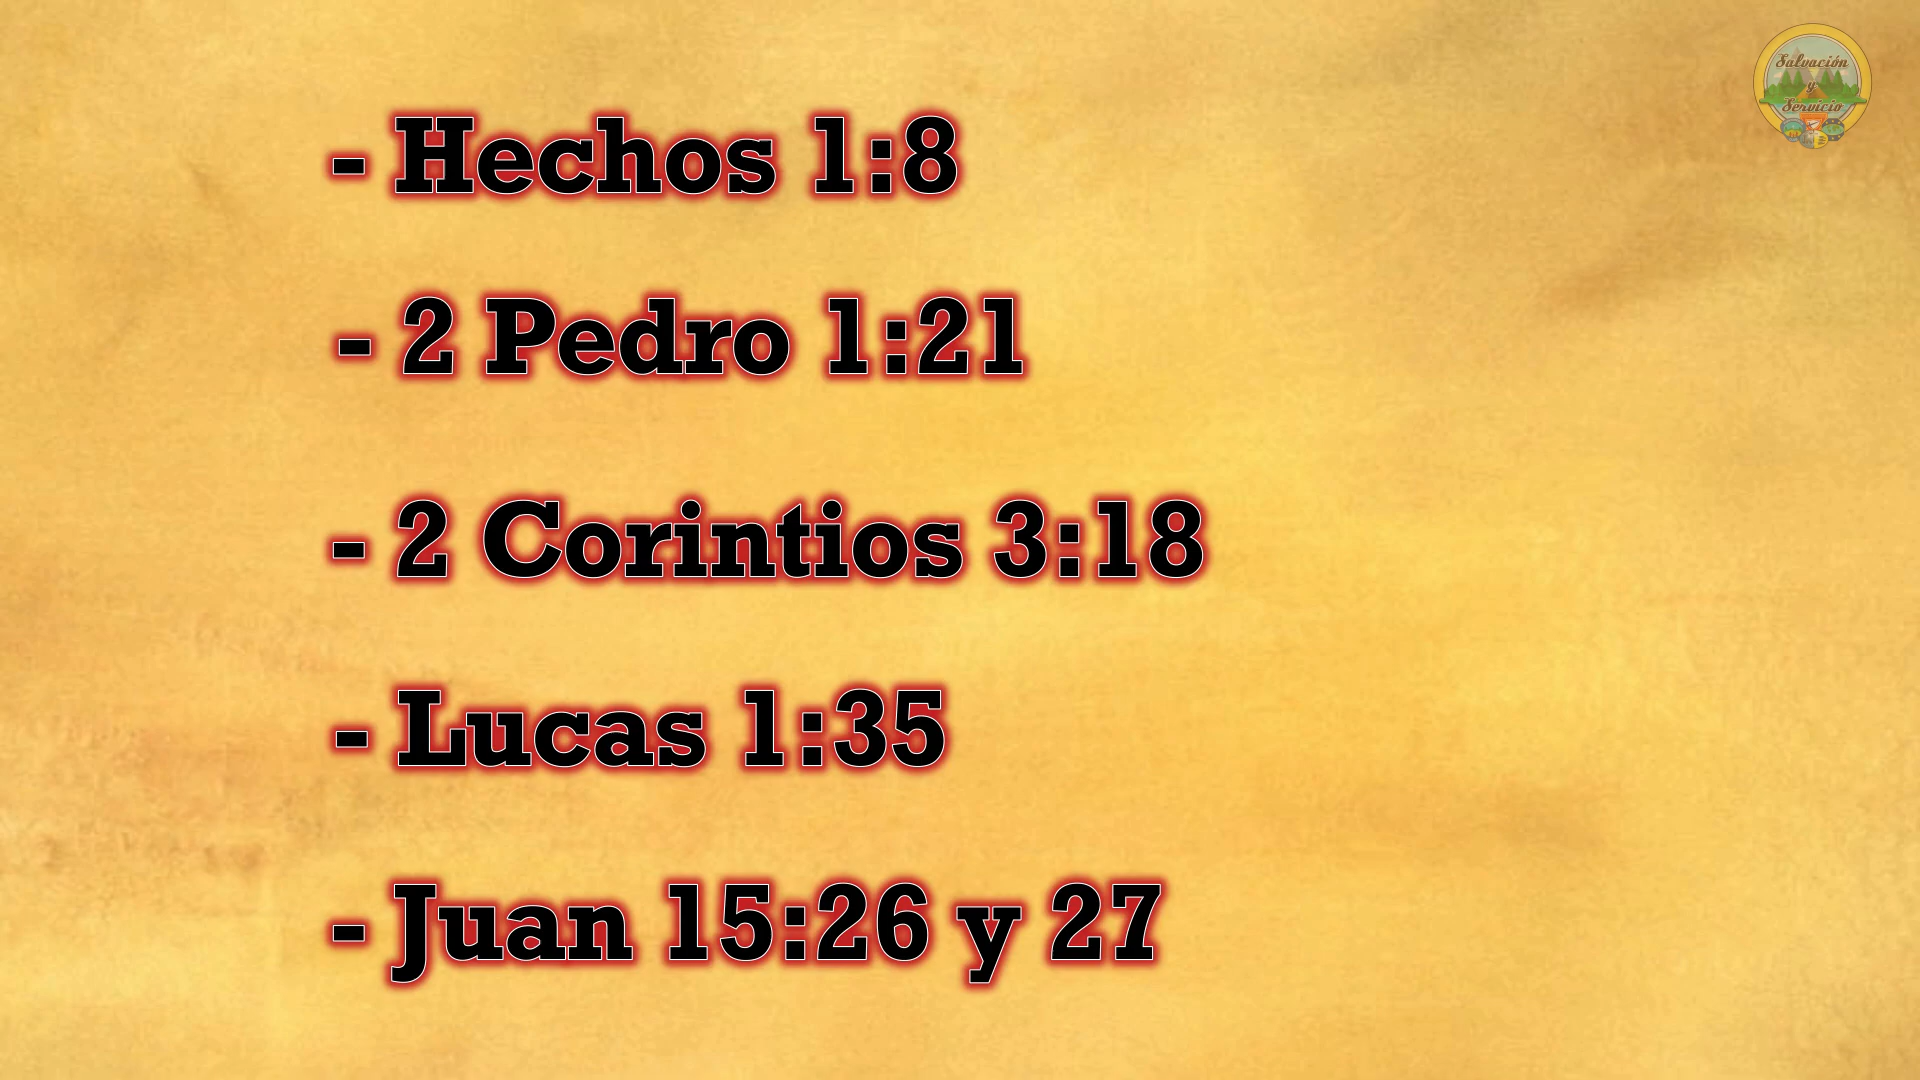 Salvación
y
Servicio
- Hechos 1:8
- 2 Pedro 1:21
- 2 Corintios 3:18
- Lucas 1:35
- Juan 15:26 y 27